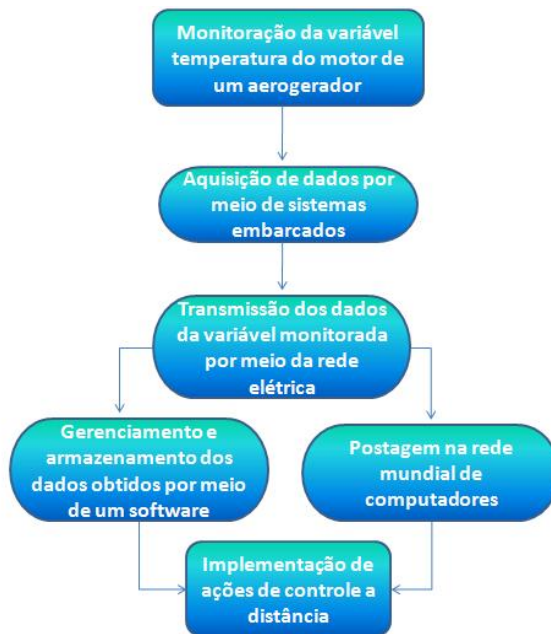 Monitoração da variável
temperatura do motor de
um aerogerador
Aquisição de dados por
meio de sistemas
embarcados
Transmissão dos dados
da variável monitorada
por meio da rede
elétrica
Gerenciamento e
armazenamento dos
dados obtidos por meio
de um software
Postagem na rede
mundial de
computadores
Implementação de
ações de controle a
distância